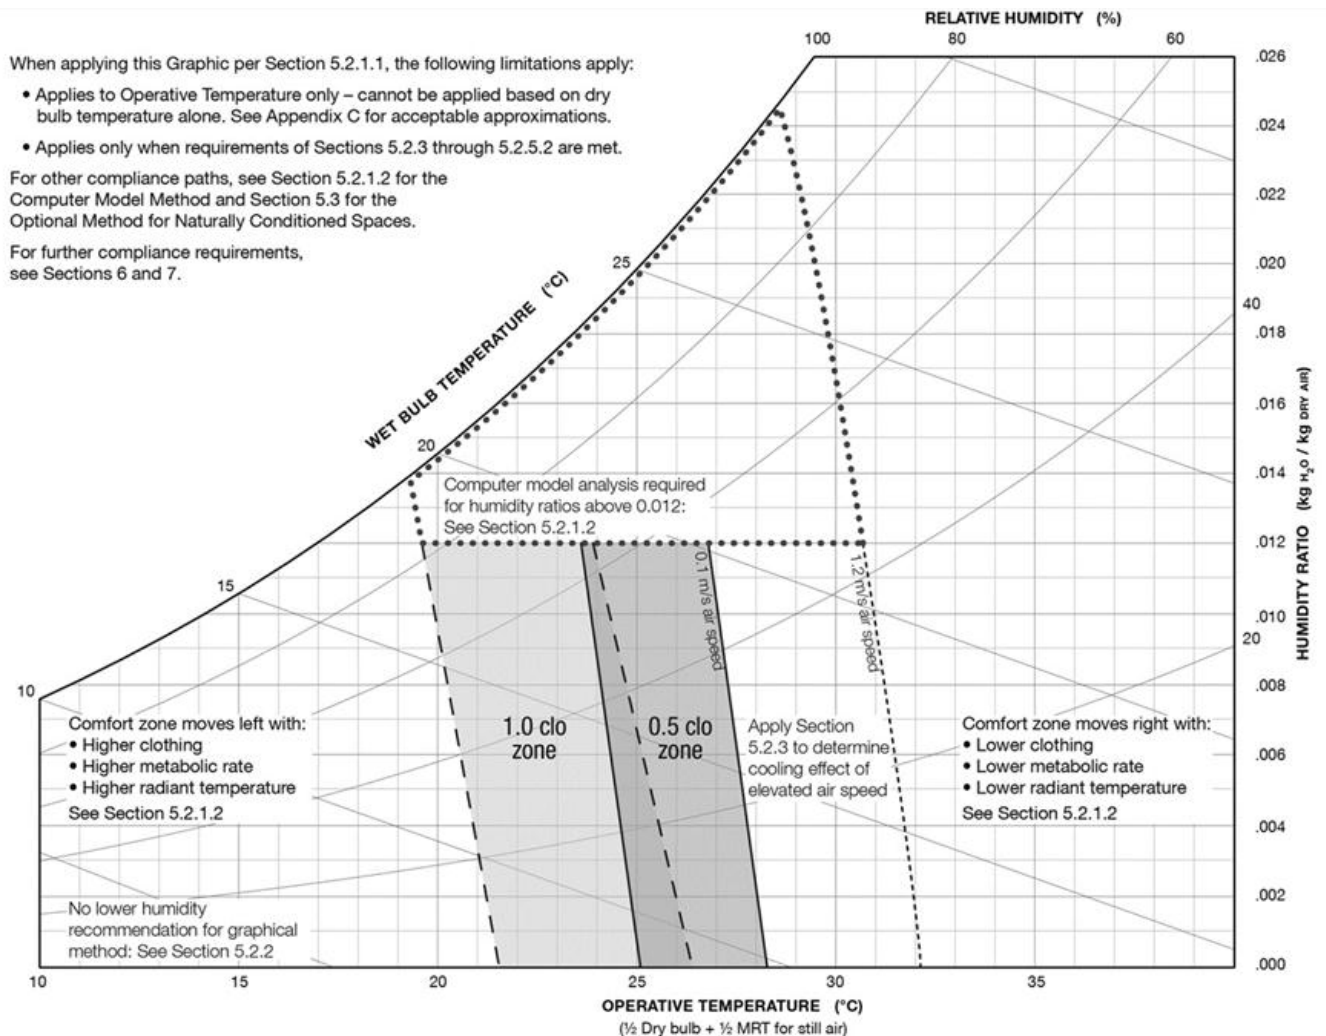 RELATIVE HUMIDITY (%)
100 80 60
When applying this Graphic per Section 5.2.1.1, the following limitations apply:
• Applies to Operative Temperature only – cannot be applied based on dry
bulb temperature alone. See Appendix C for acceptable approximations.
• Applies only when requirements of Sections 5.2.3 through 5.2.5.2 are met.
For other compliance paths, see Section 5.2.1.2 for the
Computer Model Method and Section 5.3 for the
Optional Method for Naturally Conditioned Spaces.
For further compliance requirements,
see Sections 6 and 7.
WET BULB TEMPERATURE (°C)
25
20
15
10
Computer model analysis required
for humidity ratios above 0.012:
See Section 5.2.1.2
0.1 m/s air speed
1.2 m/s air speed
1.0 clo
zone
0.5 clo
zone
Comfort zone moves left with:
• Higher clothing
• Higher metabolic rate
• Higher radiant temperature
See Section 5.2.1.2
Apply Section
5.2.3 to determine
cooling effect of
elevated air speed
Comfort zone moves right with:
• Lower clothing
• Lower metabolic rate
• Lower radiant temperature
See Section 5.2.1.2
No lower humidity
recommendation for graphical
method: See Section 5.2.2
.026
.024
.022
.020
40
.018
.016
.014
.012
.010
20
.008
.006
.004
.002
.000
HUMIDITY RATIO (kg H₂O / kg DRY AIR)
10 15 20 25 30 35
OPERATIVE TEMPERATURE (°C)
(½ Dry bulb + ½ MRT for still air)